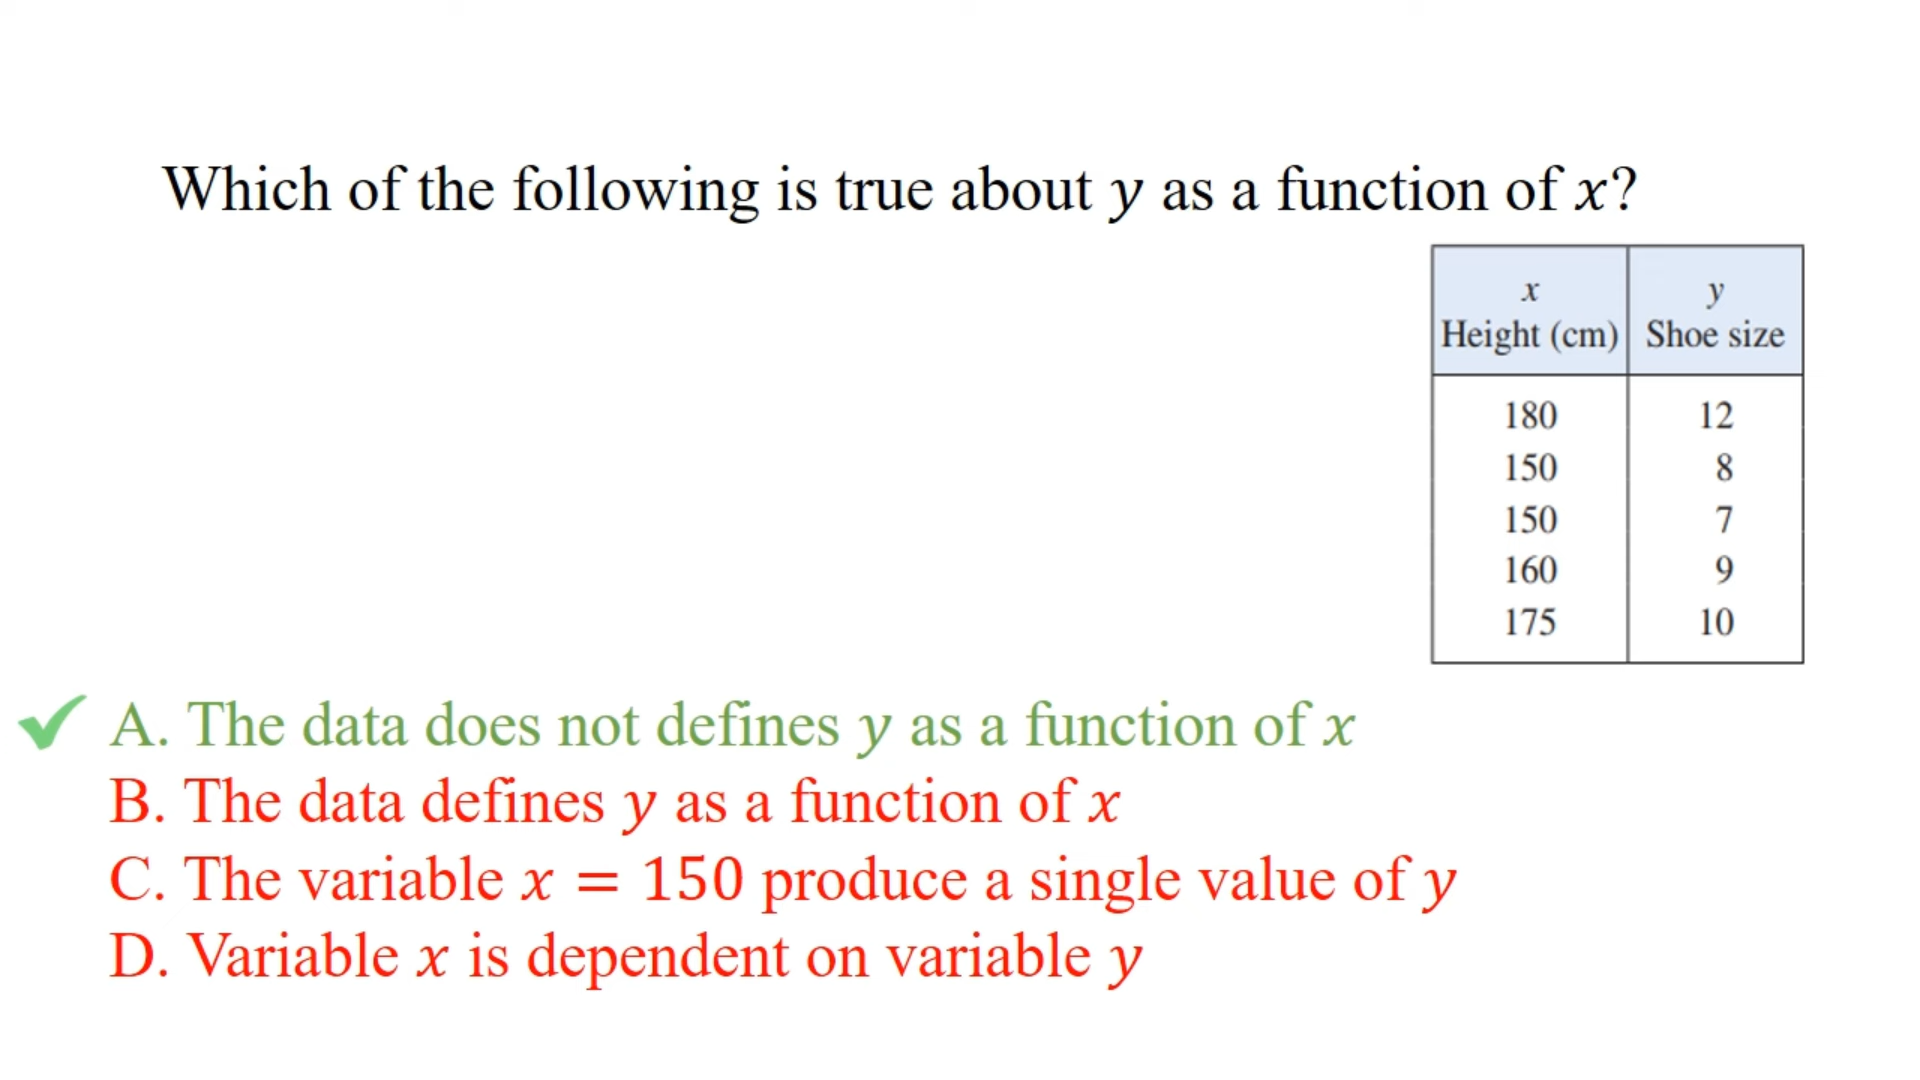 Which of the following is true about y as a function of x?
x y
Height (cm) Shoe size
180 12
150 8
150 7
160 9
175 10
A. The data does not defines y as a function of x
B. The data defines y as a function of x
C. The variable x = 150 produce a single value of y
D. Variable x is dependent on variable y